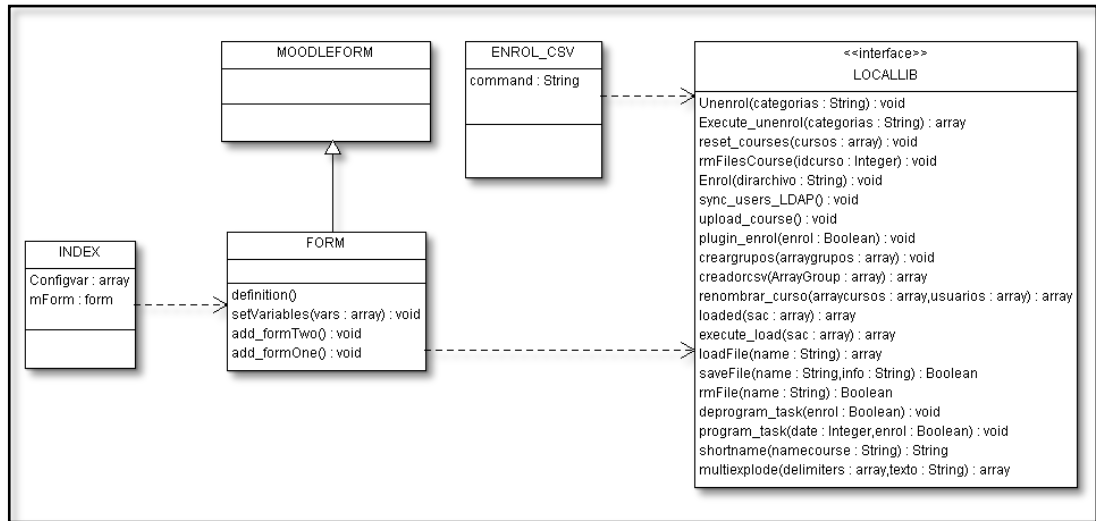 MOODLEFORM
ENROL_CSV
command : String
<<interface>>
LOCALLIB
Unenrol(categorias : String) : void
Execute_unenrol(categorias : String) : array
reset_courses(cursos : array) : void
rmFilesCourse(idcurso : Integer) : void
Enrol(dirarchivo : String) : void
sync_users_LDAP() : void
upload_course() : void
plugin_enrol(enrol : Boolean) : void
creargrupos(arraygrupos : array) : void
creadorcsv(ArrayGroup : array) : array
renombrar_curso(arraycursos : array,usuarios : array) : array
loaded(sac : array) : array
execute_load(sac : array) : array
loadFile(name : String) : array
saveFile(name : String,info : String) : Boolean
rmFile(name : String) : Boolean
deprogram_task(enrol : Boolean) : void
program_task(date : Integer,enrol : Boolean) : void
shortname(namecourse : String) : String
multiexplode(delimiters : array,texto : String) : array
INDEX
Configvar : array
mForm : form
FORM
definition()
setVariables(vars : array) : void
add_formTwo() : void
add_formOne() : void